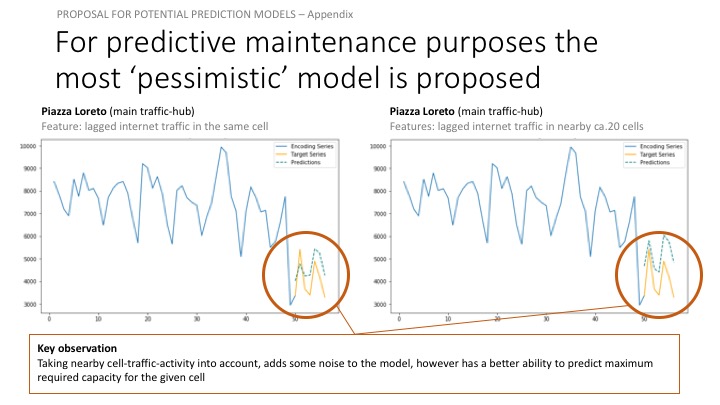 PROPOSAL FOR POTENTIAL PREDICTION MODELS – Appendix
For predictive maintenance purposes the
most ‘pessimistic’ model is proposed
Piazza Loreto (main traffic-hub)
Feature: lagged internet traffic in the same cell
10000
9000
8000
7000
6000
5000
4000
3000
0
10
20
30
40
50
Encoding Series
Target Series
Predictions
Piazza Loreto (main traffic-hub)
Features: lagged internet traffic in nearby ca.20 cells
10000
9000
8000
7000
6000
5000
4000
3000
0
10
20
30
40
50
Encoding Series
Target Series
Predictions
Key observation
Taking nearby cell-traffic-activity into account, adds some noise to the model, however has a better ability to predict maximum
required capacity for the given cell